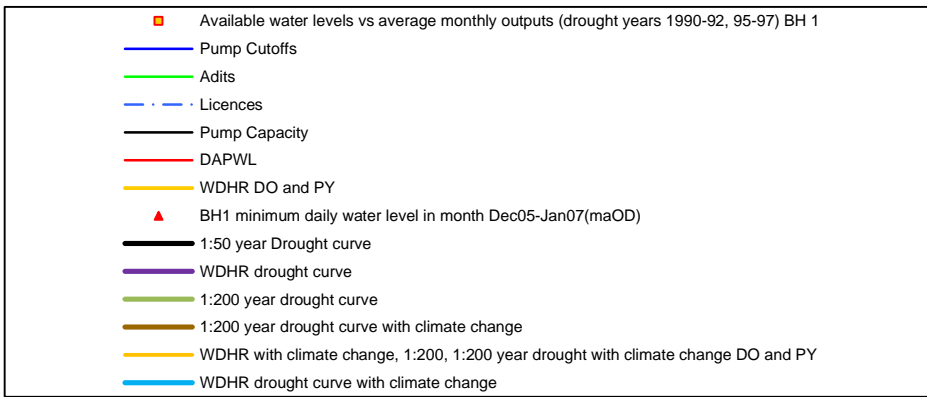 Available water levels vs average monthly outputs (drought years 1990-92, 95-97) BH 1
Pump Cutoffs
Adits
Licences
Pump Capacity
DAPWL
WDHR DO and PY
BH1 minimum daily water level in month Dec05-Jan07(maOD)
1:50 year Drought curve
WDHR drought curve
1:200 year drought curve
1:200 year drought curve with climate change
WDHR with climate change, 1:200, 1:200 year drought with climate change DO and PY
WDHR drought curve with climate change